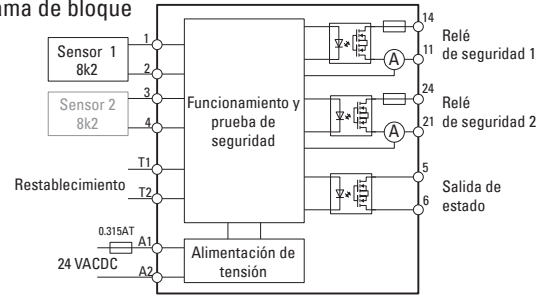 ma de bloque
Sensor 1
8k2
1
2
Sensor 2
8k2
3
4
Restablecimiento
T1
T2
0.315AT
24 VACDC
A1
A2
Funcionamiento y
prueba de
seguridad
Alimentación de
tensión
14
A
11
Relé
de seguridad 1
24
A
21
Relé
de seguridad 2
5
6
Salida de
estado